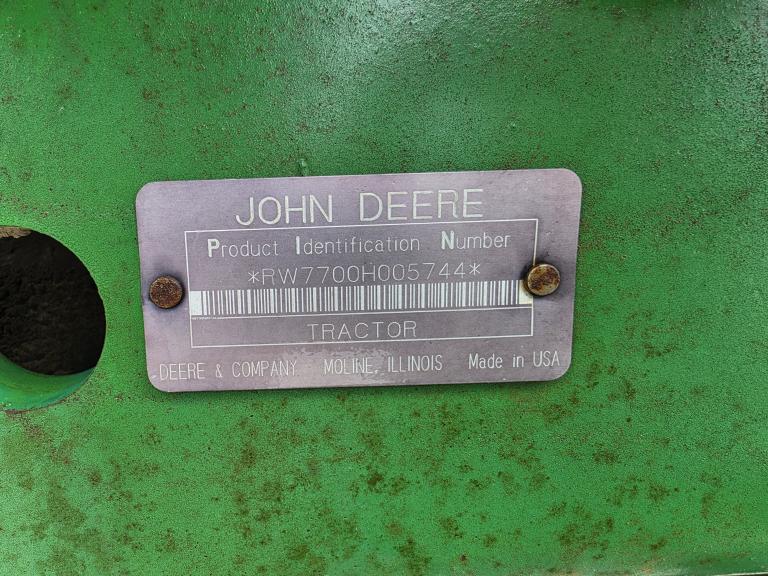 JOHN DEERE
Product Identification Number
*RW7700H005744*
TRACTOR
DEERE & COMPANY MOLINE, ILLINOIS Made in USA